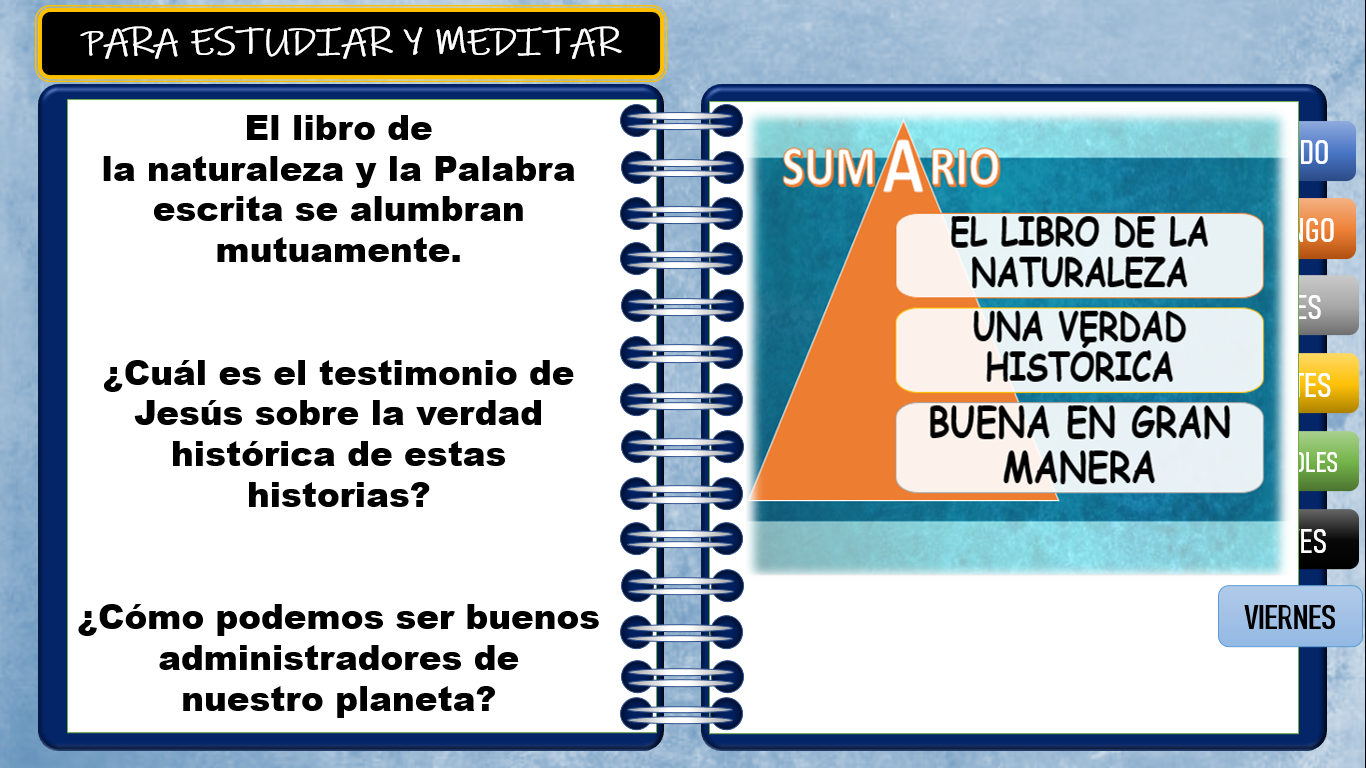 PARA ESTUDIAR Y MEDITAR
El libro de
la naturaleza y la Palabra
escrita se alumbran
mutuamente.
¿Cuál es el testimonio de
Jesús sobre la verdad
histórica de estas
historias?
¿Cómo podemos ser buenos
administradores de
nuestro planeta?
SUMARIO
EL LIBRO DE LA
NATURALEZA
UNA VERDAD
HISTÓRICA
BUENA EN GRAN
MANERA
VIERNES